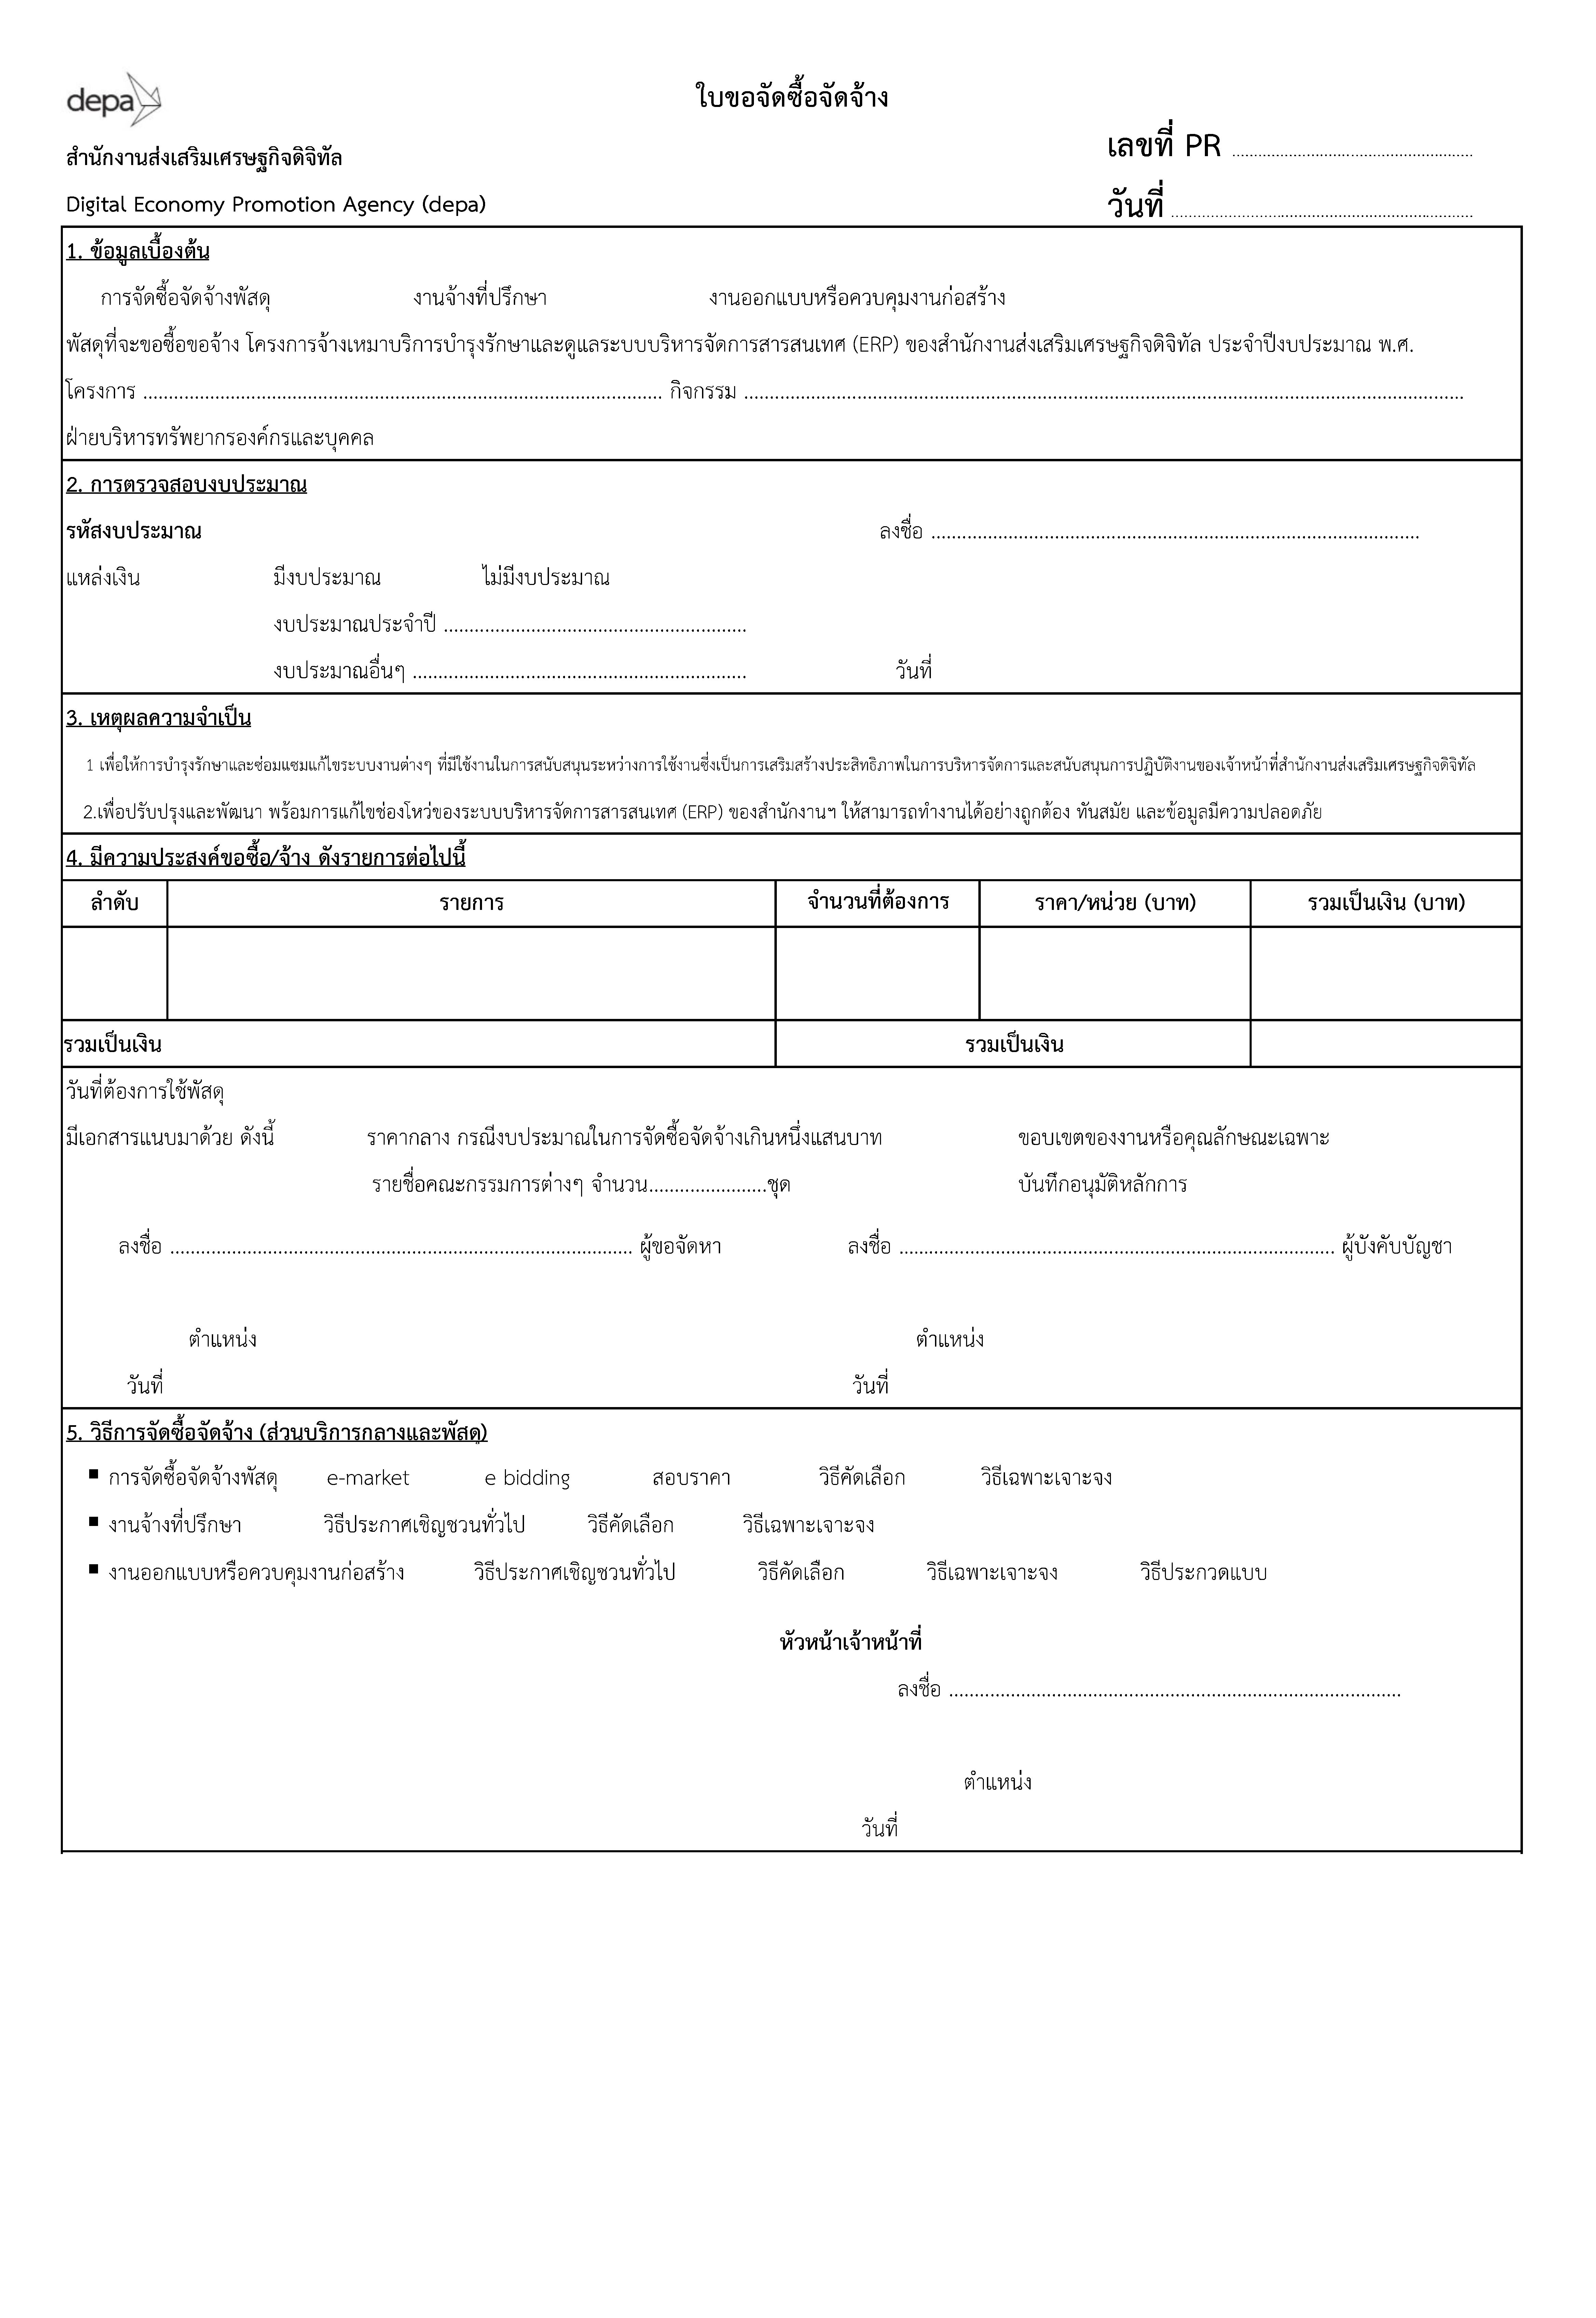 depa
ใบขอจัดซื้อจัดจ้าง
เลขที่ PR ........................................................
สำนักงานส่งเสริมเศรษฐกิจดิจิทัล
Digital Economy Promotion Agency (depa)
วันที่ ......................................................................
1. ข้อมูลเบื้องต้น
การจัดซื้อจัดจ้างพัสดุ งานจ้างที่ปรึกษา งานออกแบบหรือควบคุมงานก่อสร้าง
พัสดุที่จะขอซื้อขอจ้าง โครงการจ้างเหมาบริการบำรุงรักษาและดูแลระบบบริหารจัดการสารสนเทศ (ERP) ของสำนักงานส่งเสริมเศรษฐกิจดิจิทัล ประจำปีงบประมาณ พ.ศ.
โครงการ ..................................................................................................... กิจกรรม ............................................................................................................................................
ฝ่ายบริหารทรัพยากรองค์กรและบุคคล
2. การตรวจสอบงบประมาณ
รหัสงบประมาณ ลงชื่อ ...............................................................................................
แหล่งเงิน มีงบประมาณ ไม่มีงบประมาณ
งบประมาณประจำปี ...........................................................
งบประมาณอื่นๆ ................................................................. วันที่
3. เหตุผลความจำเป็น
1 เพื่อให้การบำรุงรักษาและซ่อมแซมแก้ไขระบบงานต่างๆ ที่มีใช้งานในการสนับสนุนระหว่างการใช้งานซึ่งเป็นการเสริมสร้างประสิทธิภาพในการบริหารจัดการและสนับสนุนการปฏิบัติงานของเจ้าหน้าที่สำนักงานส่งเสริมเศรษฐกิจดิจิทัล
2.เพื่อปรับปรุงและพัฒนา พร้อมการแก้ไขช่องโหว่ของระบบบริหารจัดการสารสนเทศ (ERP) ของสำนักงานฯ ให้สามารถทำงานได้อย่างถูกต้อง ทันสมัย และข้อมูลมีความปลอดภัย
4. มีความประสงค์ขอซื้อ/จ้าง ดังรายการต่อไปนี้
ลำดับ รายการ จำนวนที่ต้องการ ราคา/หน่วย (บาท) รวมเป็นเงิน (บาท)
รวมเป็นเงิน รวมเป็นเงิน
วันที่ต้องการใช้พัสดุ
มีเอกสารแนบมาด้วย ดังนี้ ราคากลาง กรณีงบประมาณในการจัดซื้อจัดจ้างเกินหนึ่งแสนบาท ขอบเขตของงานหรือคุณลักษณะเฉพาะ
รายชื่อคณะกรรมการต่างๆ จำนวน.......................ชุด บันทึกอนุมัติหลักการ
ลงชื่อ .......................................................................................... ผู้ขอจัดหา ลงชื่อ ..................................................................................... ผู้บังคับบัญชา
ตำแหน่ง ตำแหน่ง
วันที่ วันที่
5. วิธีการจัดซื้อจัดจ้าง (ส่วนบริการกลางและพัสดุ)
▪ การจัดซื้อจัดจ้างพัสดุ e-market e bidding สอบราคา วิธีคัดเลือก วิธีเฉพาะเจาะจง
▪ งานจ้างที่ปรึกษา วิธีประกาศเชิญชวนทั่วไป วิธีคัดเลือก วิธีเฉพาะเจาะจง
▪ งานออกแบบหรือควบคุมงานก่อสร้าง วิธีประกาศเชิญชวนทั่วไป วิธีคัดเลือก วิธีเฉพาะเจาะจง วิธีประกวดแบบ
หัวหน้าเจ้าหน้าที่
ลงชื่อ ........................................................................................
ตำแหน่ง
วันที่